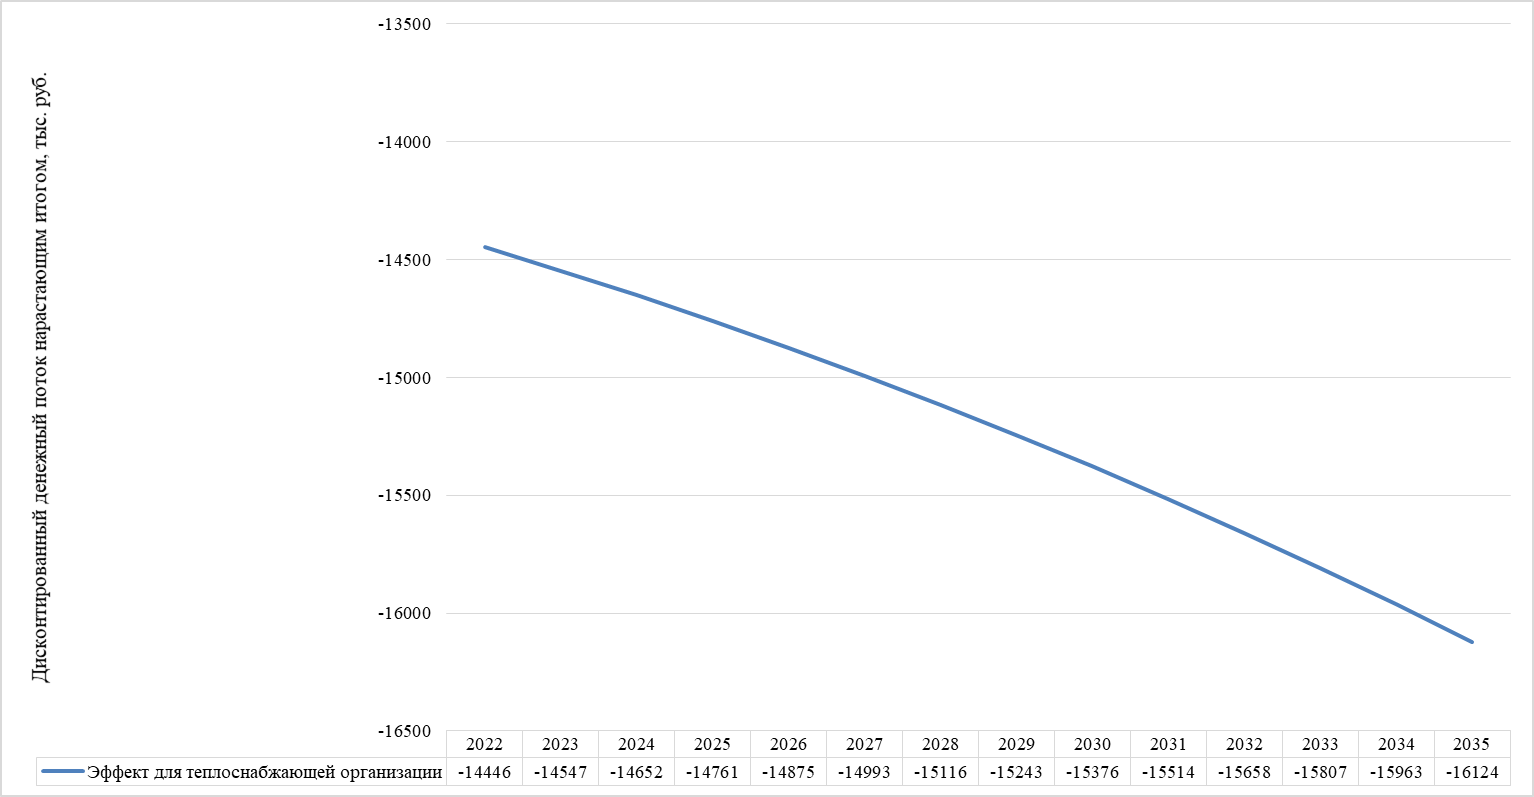 Дисконтированный денежный поток нарастающим итогом, тыс. руб.
-13500
-14000
-14500
-15000
-15500
-16000
-16500
2022 2023 2024 2025 2026 2027 2028 2029 2030 2031 2032 2033 2034 2035
Эффект для теплоснабжающей организации -14446 -14547 -14652 -14761 -14875 -14993 -15116 -15243 -15376 -15514 -15658 -15807 -15963 -16124